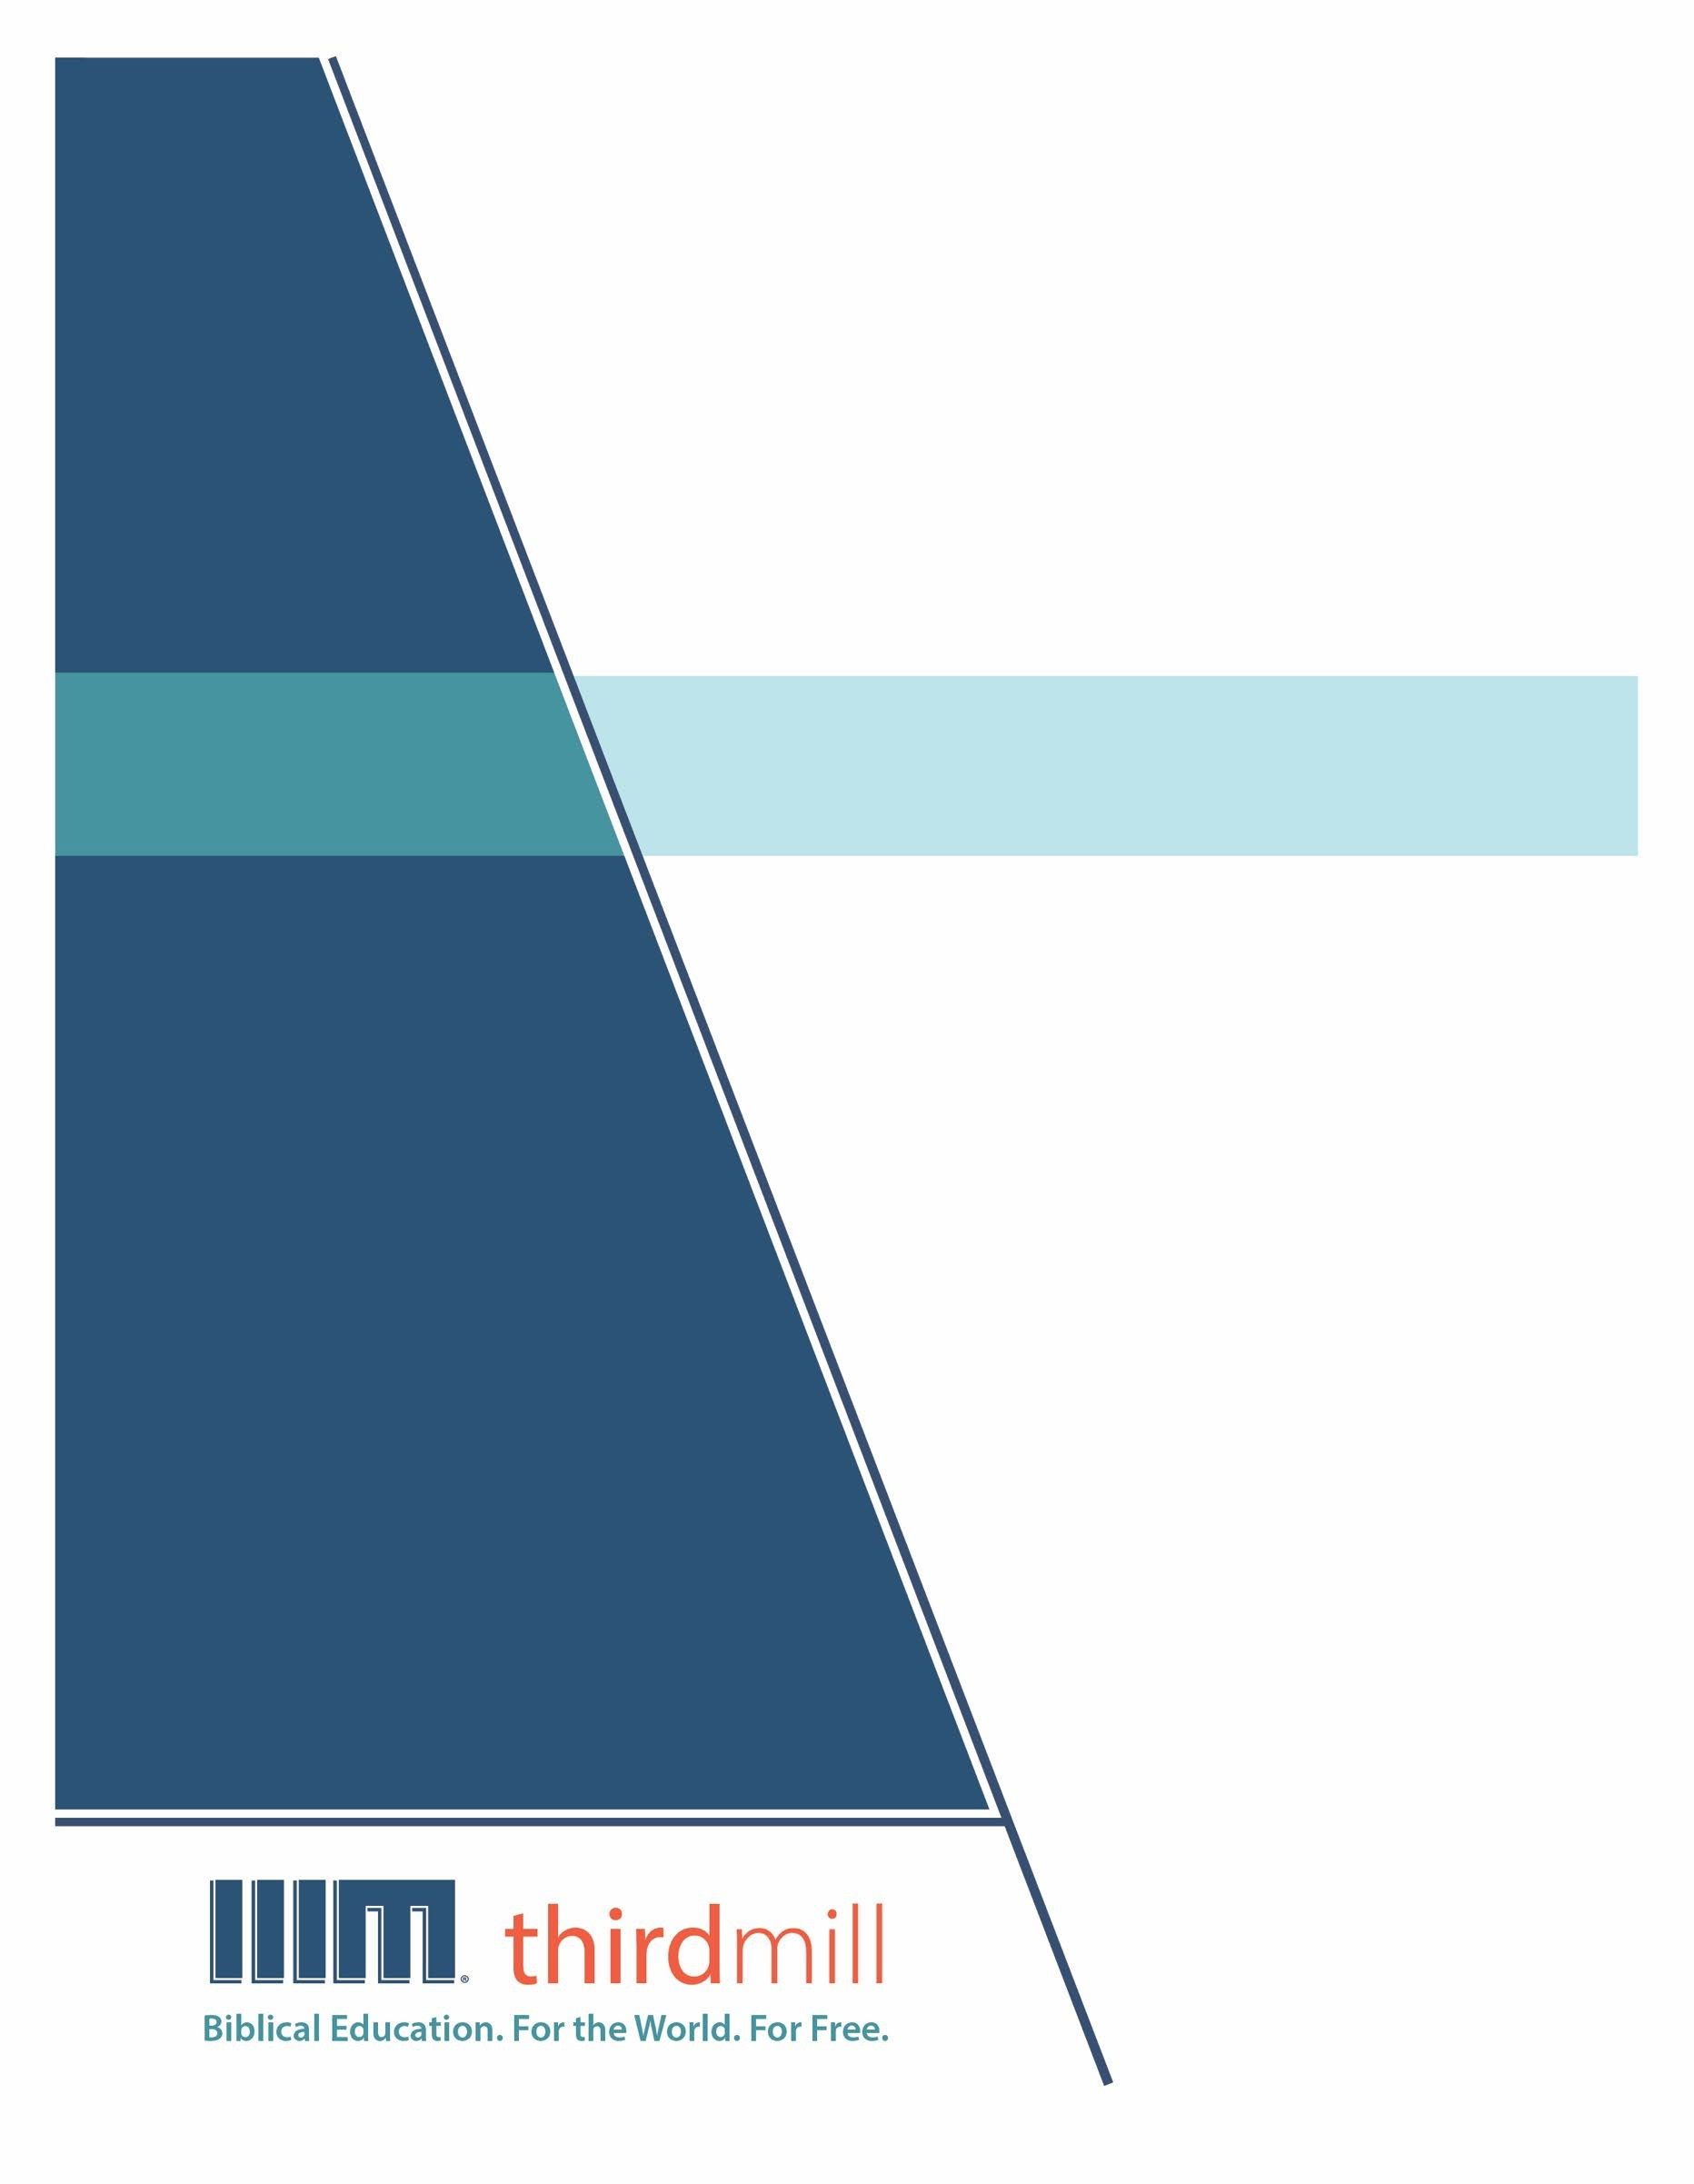 thirdmill
Biblical Education. For the World. For Free.